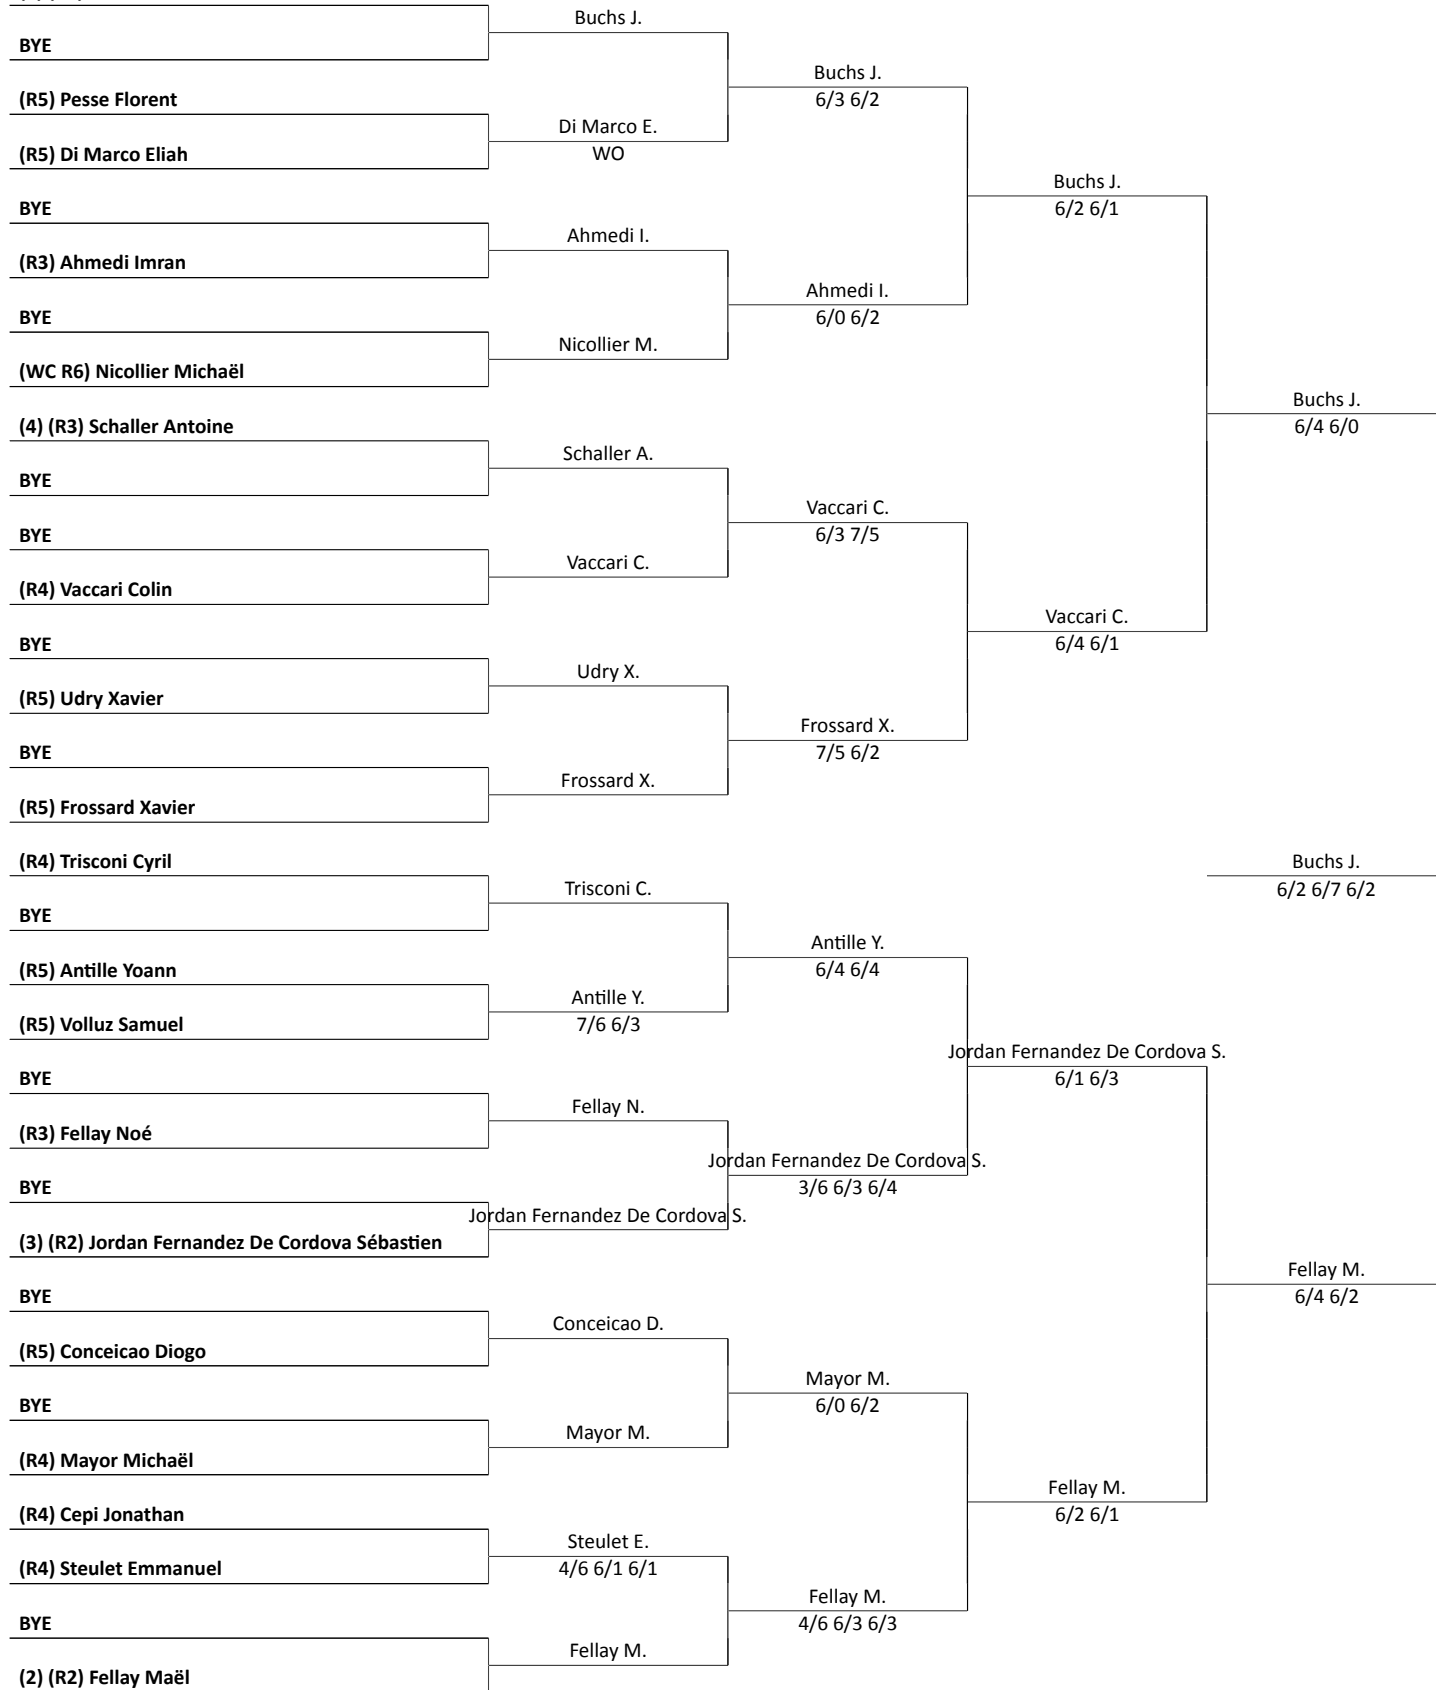 BYE
(R5) Pesse Florent
(R5) Di Marco Eliah
BYE
(R3) Ahmedi Imran
BYE
(WC R6) Nicollier Michaël
(4) (R3) Schaller Antoine
BYE
BYE
(R4) Vaccari Colin
BYE
(R5) Udry Xavier
BYE
(R5) Frossard Xavier
(R4) Trisconi Cyril
BYE
(R5) Antille Yoann
(R5) Volluz Samuel
BYE
(R3) Fellay Noé
BYE
(3) (R2) Jordan Fernandez De Cordova Sébastien
BYE
(R5) Conceicao Diogo
BYE
(R4) Mayor Michaël
(R4) Cepi Jonathan
(R4) Steulet Emmanuel
BYE
(2) (R2) Fellay Maël
Buchs J.
Di Marco E.
WO
Ahmedi I.
Nicollier M.
Schaller A.
Vaccari C.
Udry X.
Frossard X.
Trisconi C.
Antille Y.
7/6 6/3
Fellay N.
Jordan Fernandez De Cordova S.
Conceicao D.
Mayor M.
Steulet E.
4/6 6/1 6/1
Fellay M.
Buchs J.
6/3 6/2
Ahmedi I.
6/0 6/2
Vaccari C.
6/3 7/5
Frossard X.
7/5 6/2
Antille Y.
6/4 6/4
Jordan Fernandez De Cordova S.
3/6 6/3 6/4
Mayor M.
6/0 6/2
Fellay M.
4/6 6/3 6/3
Buchs J.
6/2 6/1
Vaccari C.
6/4 6/1
Jordan Fernandez De Cordova S.
6/1 6/3
Fellay M.
6/2 6/1
Buchs J.
6/4 6/0
Buchs J.
6/2 6/7 6/2
Fellay M.
6/4 6/2